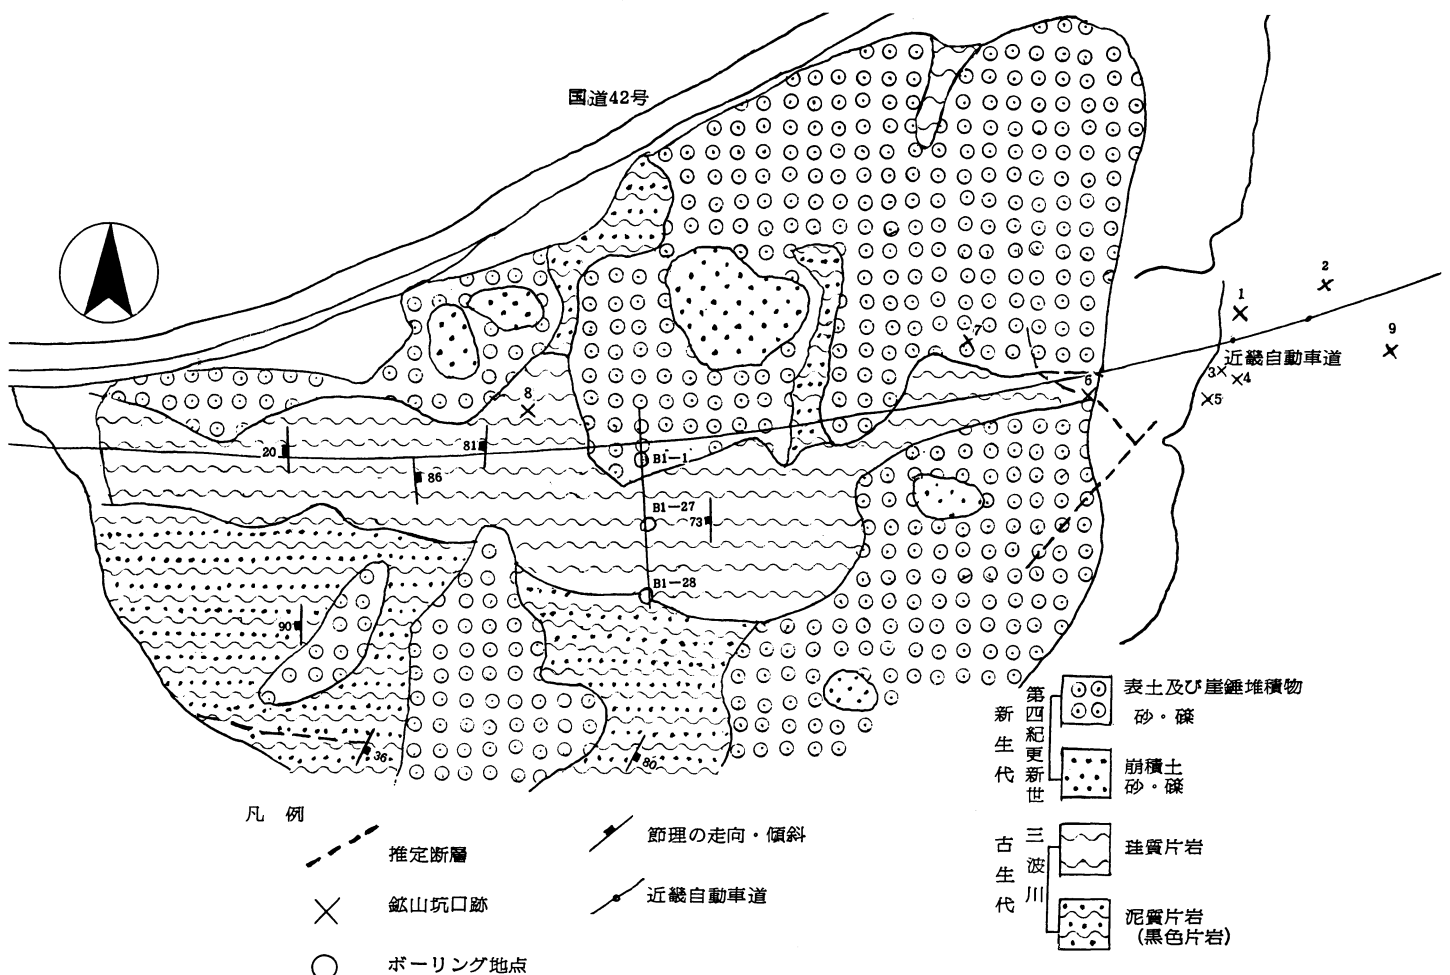 国道42号
2
1
9
7
近畿自動車道
3
4
6
5
8
20
81
86
B1-1
B1-27
73
B1-28
90
36
80
新生代
第四紀更新世
表土及び崖錐堆積物
砂・礫
崩積土
砂・礫
古生代
三波川
珪質片岩
泥質片岩
(黒色片岩)
凡 例
推定断層
鉱山坑口跡
ボーリング地点
節理の走向・傾斜
近畿自動車道